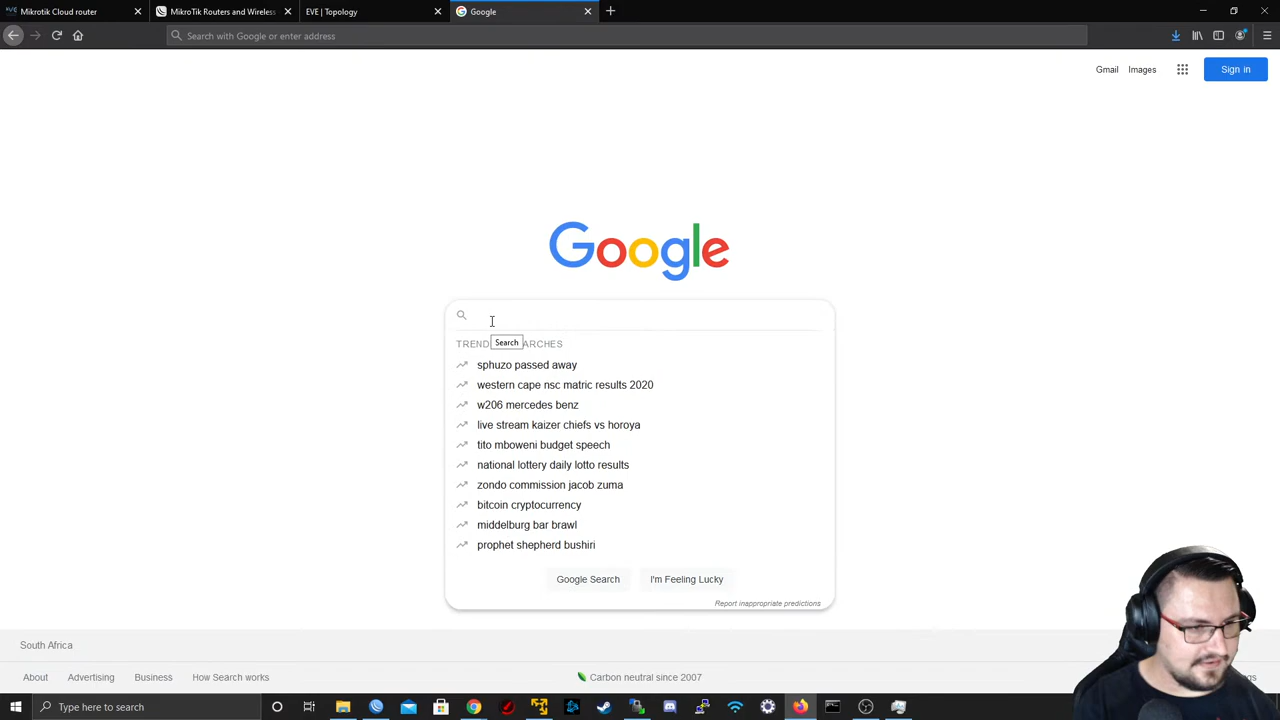 Mikrotik Cloud router
MikroTik Routers and Wireless
EVE | Topology
Google
Search with Google or enter address
Gmail
Images
Sign in
Google
Search
TREND
ARCHES
sphuzo passed away
western cape nsc matric results 2020
w206 mercedes benz
live stream kaizer chiefs vs horoya
tito mboweni budget speech
national lottery daily lotto results
zondo commission jacob zuma
bitcoin cryptocurrency
middelburg bar brawl
prophet shepherd bushiri
Google Search
I'm Feeling Lucky
Report inappropriate predictions
South Africa
About
Advertising
Business
How Search works
Carbon neutral since 2007
Type here to search